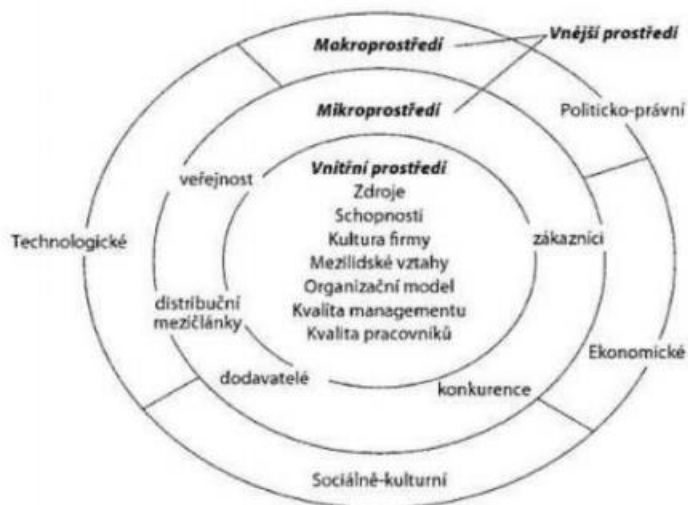 Makroprostředí
Vnější prostředí
Mikroprostředí
Politicko-právní
veřejnost
Vnitřní prostředí
Zdroje
Schopnosti
Kultura firmy
Mezilidské vztahy
Organizační model
Kvalita managementu
Kvalita pracovníků
Technologické
zákazníci
distribuční
mezičlánky
dodavatelé
konkurence
Ekonomické
Sociálně-kulturní